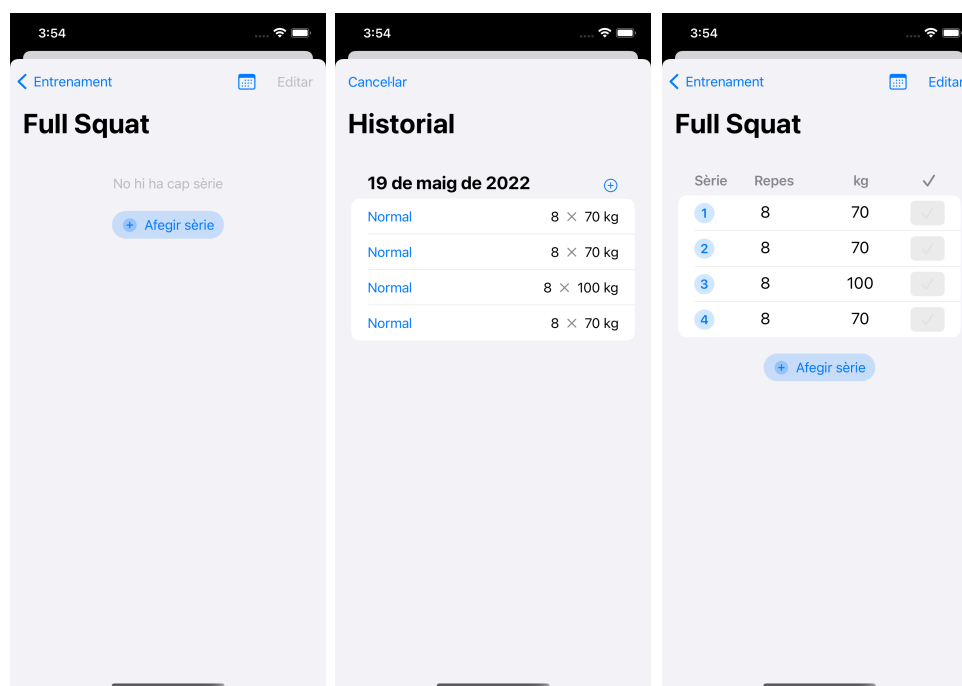 3:54
Entrenament
Editar
Full Squat
No hi ha cap sèrie
+ Afegir sèrie
3:54
Cancel·lar
Historial
19 de maig de 2022
Normal 8 × 70 kg
Normal 8 × 70 kg
Normal 8 × 100 kg
Normal 8 × 70 kg
3:54
Entrenament
Editar
Full Squat
Sèrie Repes kg ✓
1 8 70
2 8 70
3 8 100
4 8 70
+ Afegir sèrie